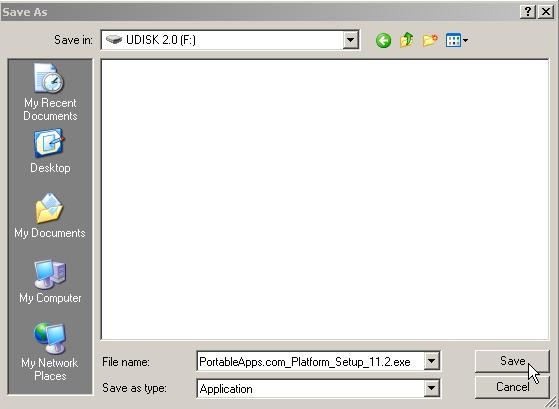 Save As
Save in:
UDISK 2.0 (F:)
My Recent
Documents
Desktop
My Documents
My Computer
My Network
Places
File name:
PortableApps.com_Platform_Setup_11.2.exe
Save
Save as type:
Application
Cancel